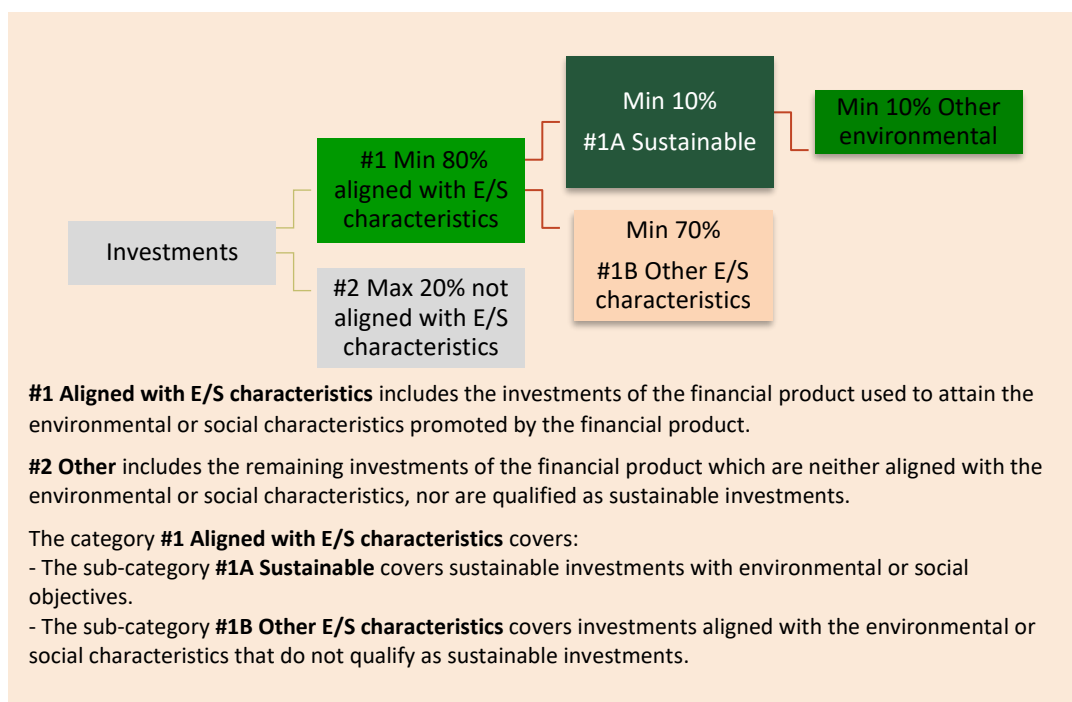 Investments
#1 Min 80%
aligned with E/S
characteristics
#2 Max 20% not
aligned with E/S
characteristics
Min 10%
#1A Sustainable
Min 70%
#1B Other E/S
characteristics
Min 10% Other
environmental
#1 Aligned with E/S characteristics includes the investments of the financial product used to attain the
environmental or social characteristics promoted by the financial product.
#2 Other includes the remaining investments of the financial product which are neither aligned with the
environmental or social characteristics, nor are qualified as sustainable investments.
The category #1 Aligned with E/S characteristics covers:
- The sub-category #1A Sustainable covers sustainable investments with environmental or social
objectives.
- The sub-category #1B Other E/S characteristics covers investments aligned with the environmental or
social characteristics that do not qualify as sustainable investments.